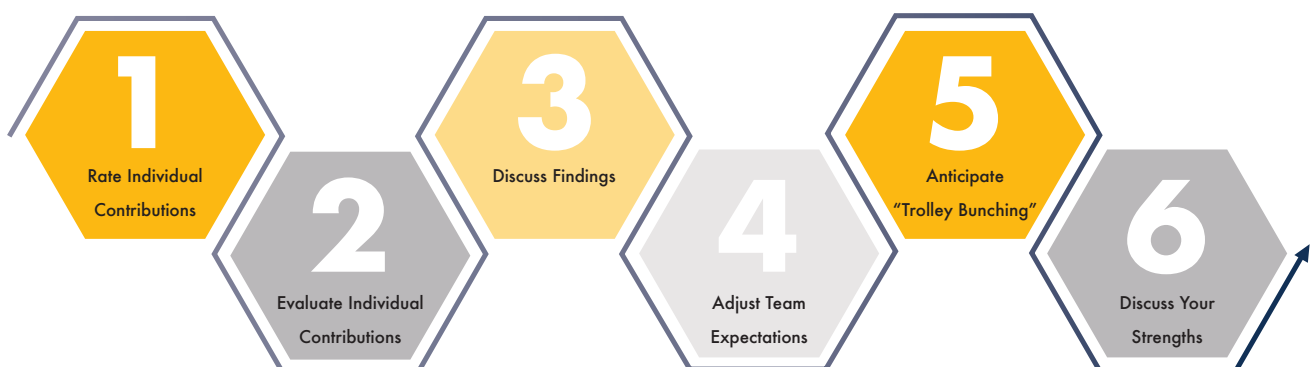 1
Rate Individual
Contributions
2
Evaluate Individual
Contributions
3
Discuss Findings
4
Adjust Team
Expectations
5
Anticipate
“Trolley Bunching”
6
Discuss Your
Strengths